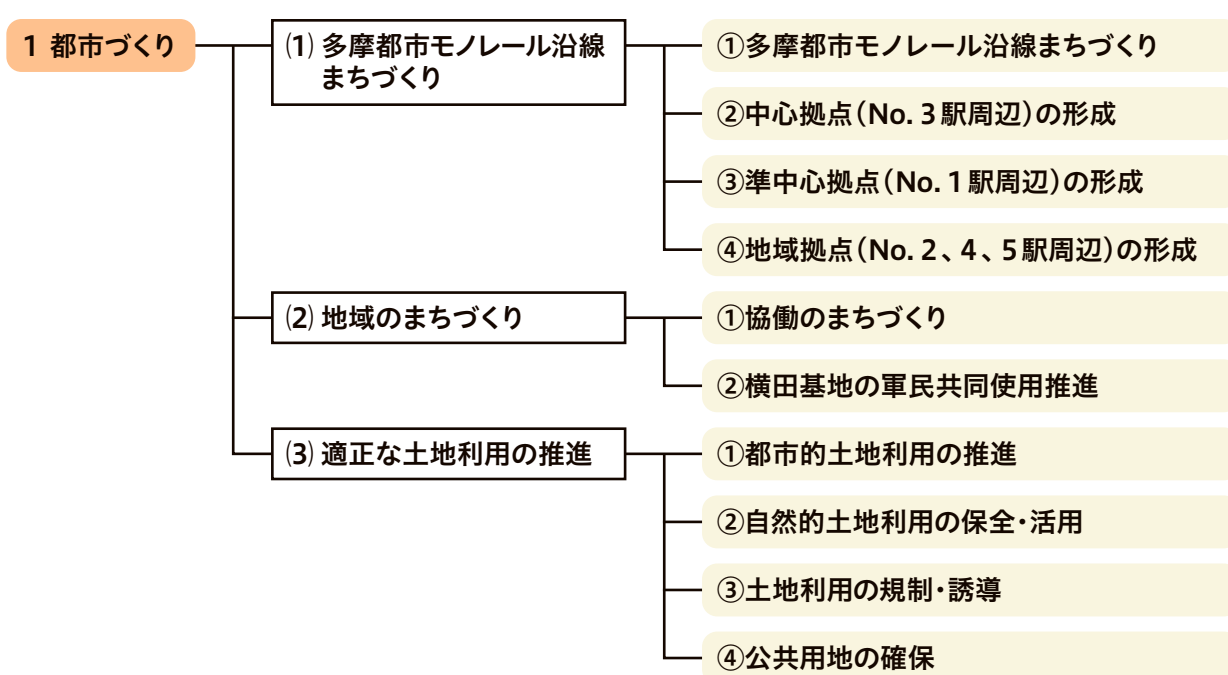 1 都市づくり
⑴ 多摩都市モノレール沿線
まちづくり
①多摩都市モノレール沿線まちづくり
②中心拠点(No. 3駅周辺)の形成
③準中心拠点(No. 1駅周辺)の形成
④地域拠点(No. 2、4、5駅周辺)の形成
⑵ 地域のまちづくり
①協働のまちづくり
②横田基地の軍民共同使用推進
⑶ 適正な土地利用の推進
①都市的土地利用の推進
②自然的土地利用の保全・活用
③土地利用の規制・誘導
④公共用地の確保